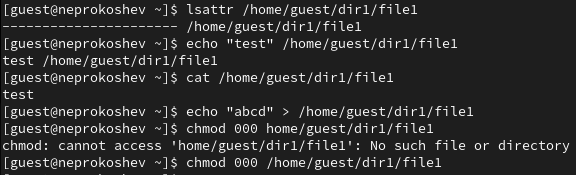 [guest@neprokoshev ~]$ lsattr /home/guest/dir1/file1
---------------------- /home/guest/dir1/file1
[guest@neprokoshev ~]$ echo "test" /home/guest/dir1/file1
test /home/guest/dir1/file1
[guest@neprokoshev ~]$ cat /home/guest/dir1/file1
test
[guest@neprokoshev ~]$ echo "abcd" > /home/guest/dir1/file1
[guest@neprokoshev ~]$ chmod 000 home/guest/dir1/file1
chmod: cannot access 'home/guest/dir1/file1': No such file or directory
[guest@neprokoshev ~]$ chmod 000 /home/guest/dir1/file1